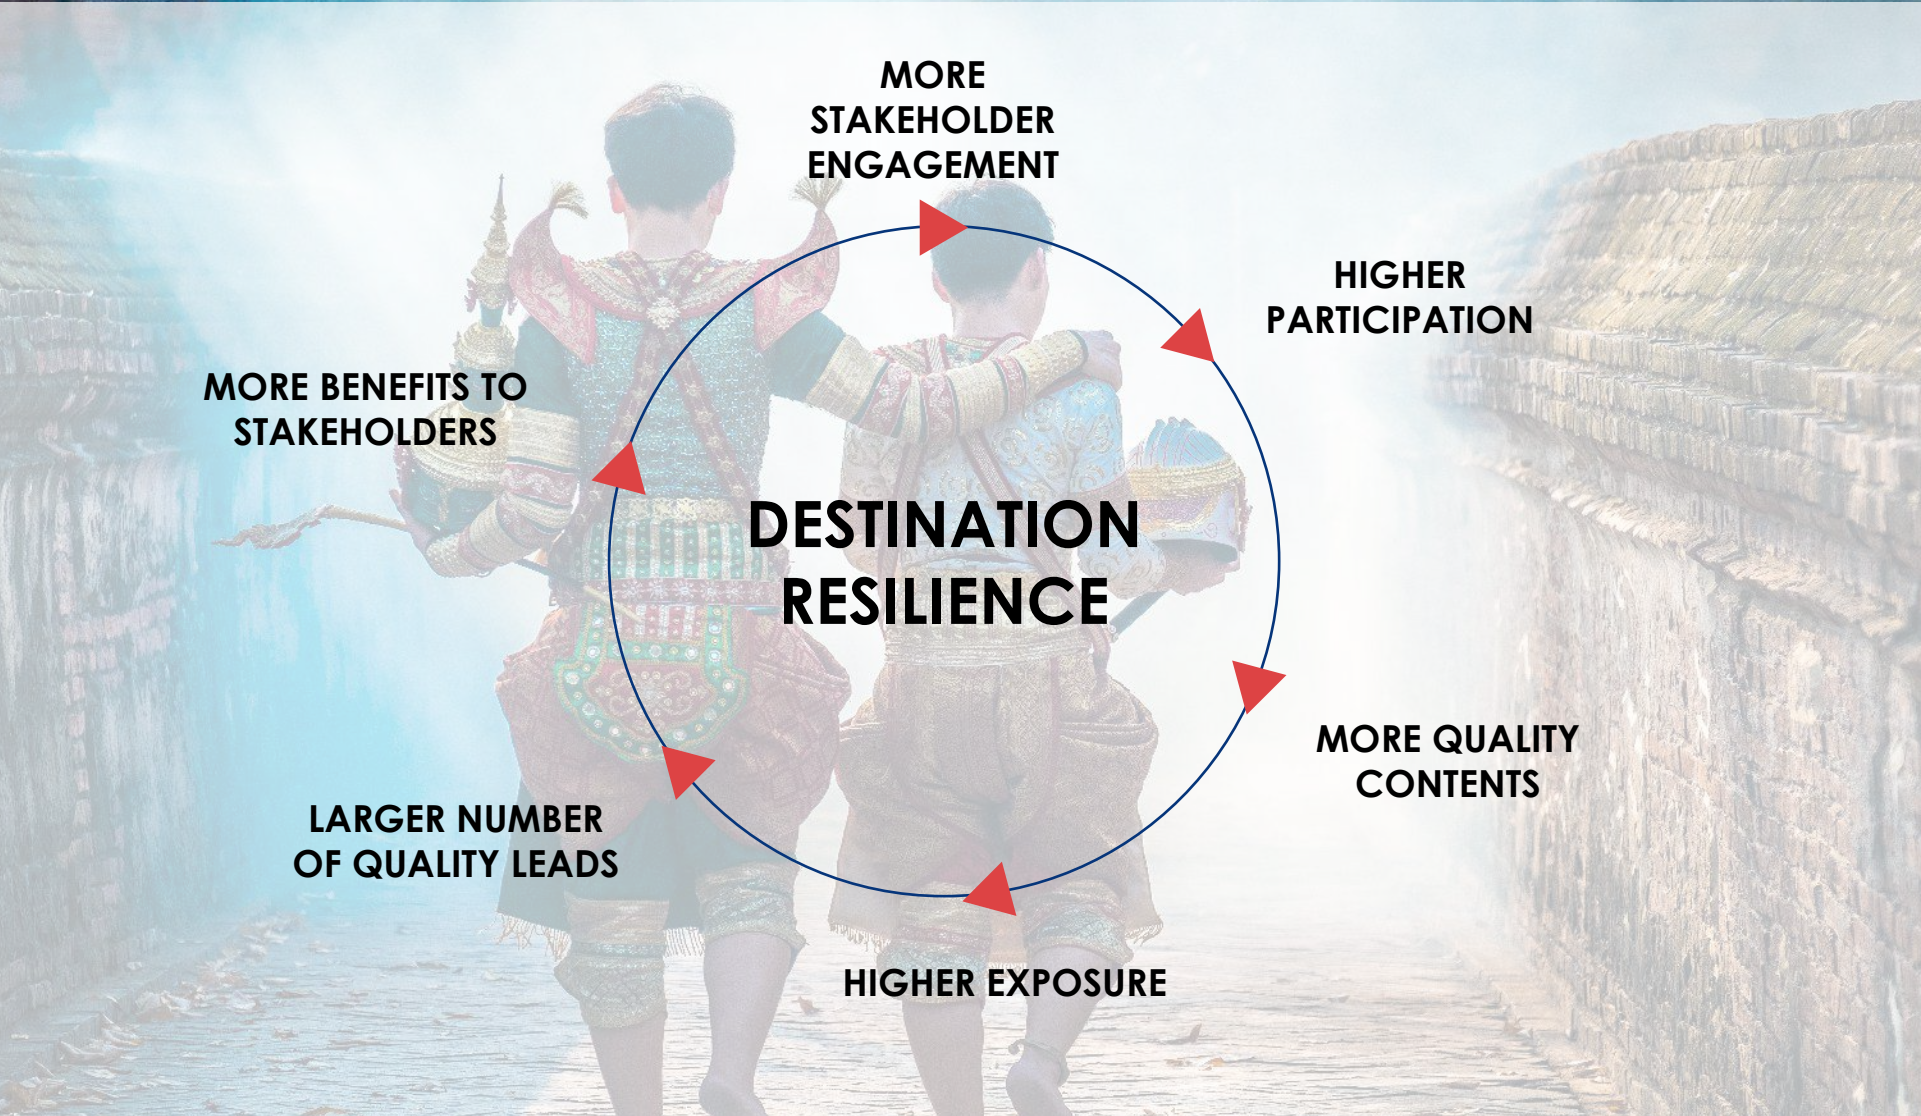 MORE
STAKEHOLDER
ENGAGEMENT
HIGHER
PARTICIPATION
MORE QUALITY
CONTENTS
HIGHER EXPOSURE
LARGER NUMBER
OF QUALITY LEADS
MORE BENEFITS TO
STAKEHOLDERS
DESTINATION
RESILIENCE